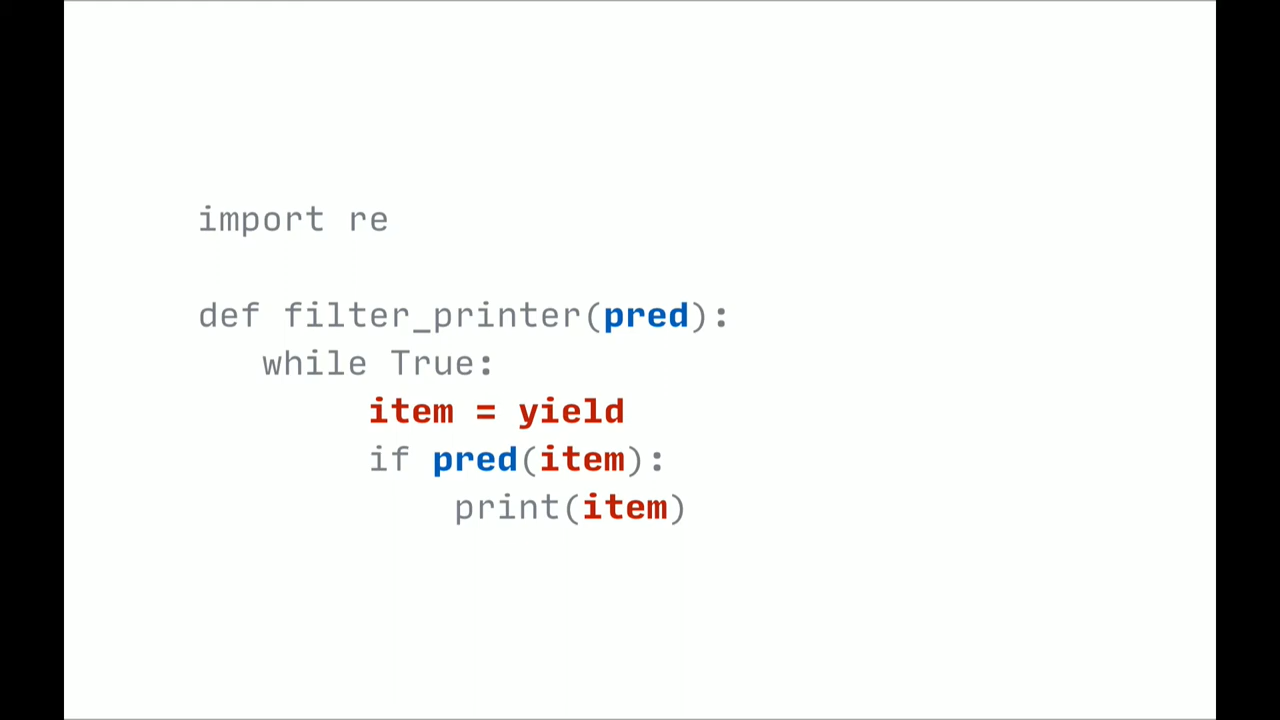 import re
def filter_printer(pred):
while True:
item = yield
if pred(item):
print(item)